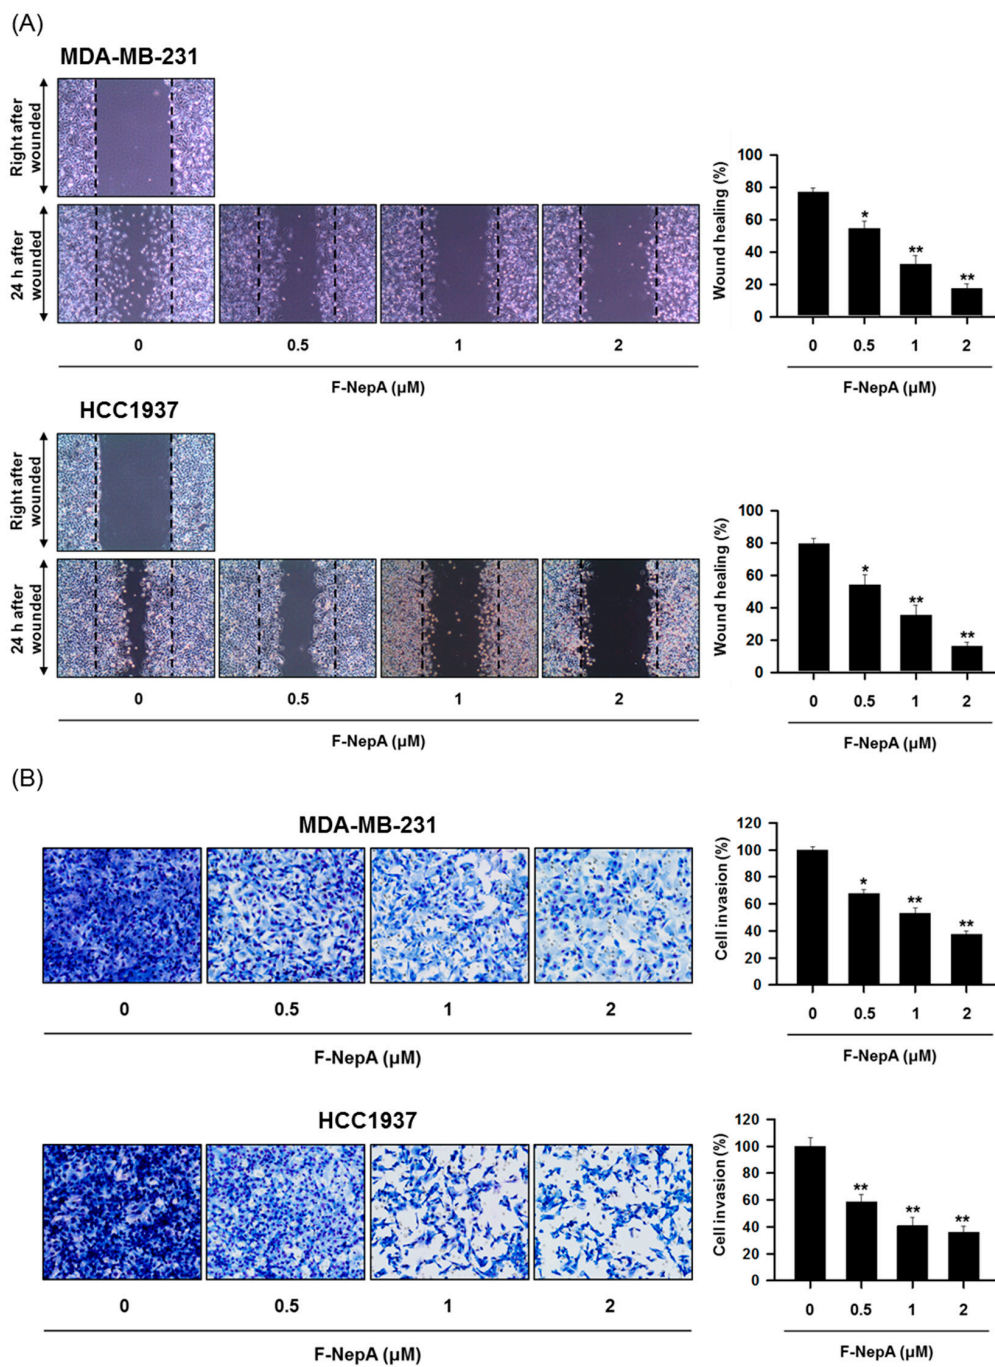 (A)
MDA-MB-231
Right after
wounded
24 h after
wounded
0 0.5 1 2
F-NepA (µM)
Wound healing (%)
100
80
60
40
20
0
*
**
**
0 0.5 1 2
F-NepA (µM)
HCC1937
Right after
wounded
24 h after
wounded
0 0.5 1 2
F-NepA (µM)
Wound healing (%)
100
80
60
40
20
0
*
**
**
0 0.5 1 2
F-NepA (µM)
(B)
MDA-MB-231
0 0.5 1 2
F-NepA (µM)
Cell invasion (%)
120
100
80
60
40
20
0
*
**
**
0 0.5 1 2
F-NepA (µM)
HCC1937
0 0.5 1 2
F-NepA (µM)
Cell invasion (%)
120
100
80
60
40
20
0
**
**
**
0 0.5 1 2
F-NepA (µM)